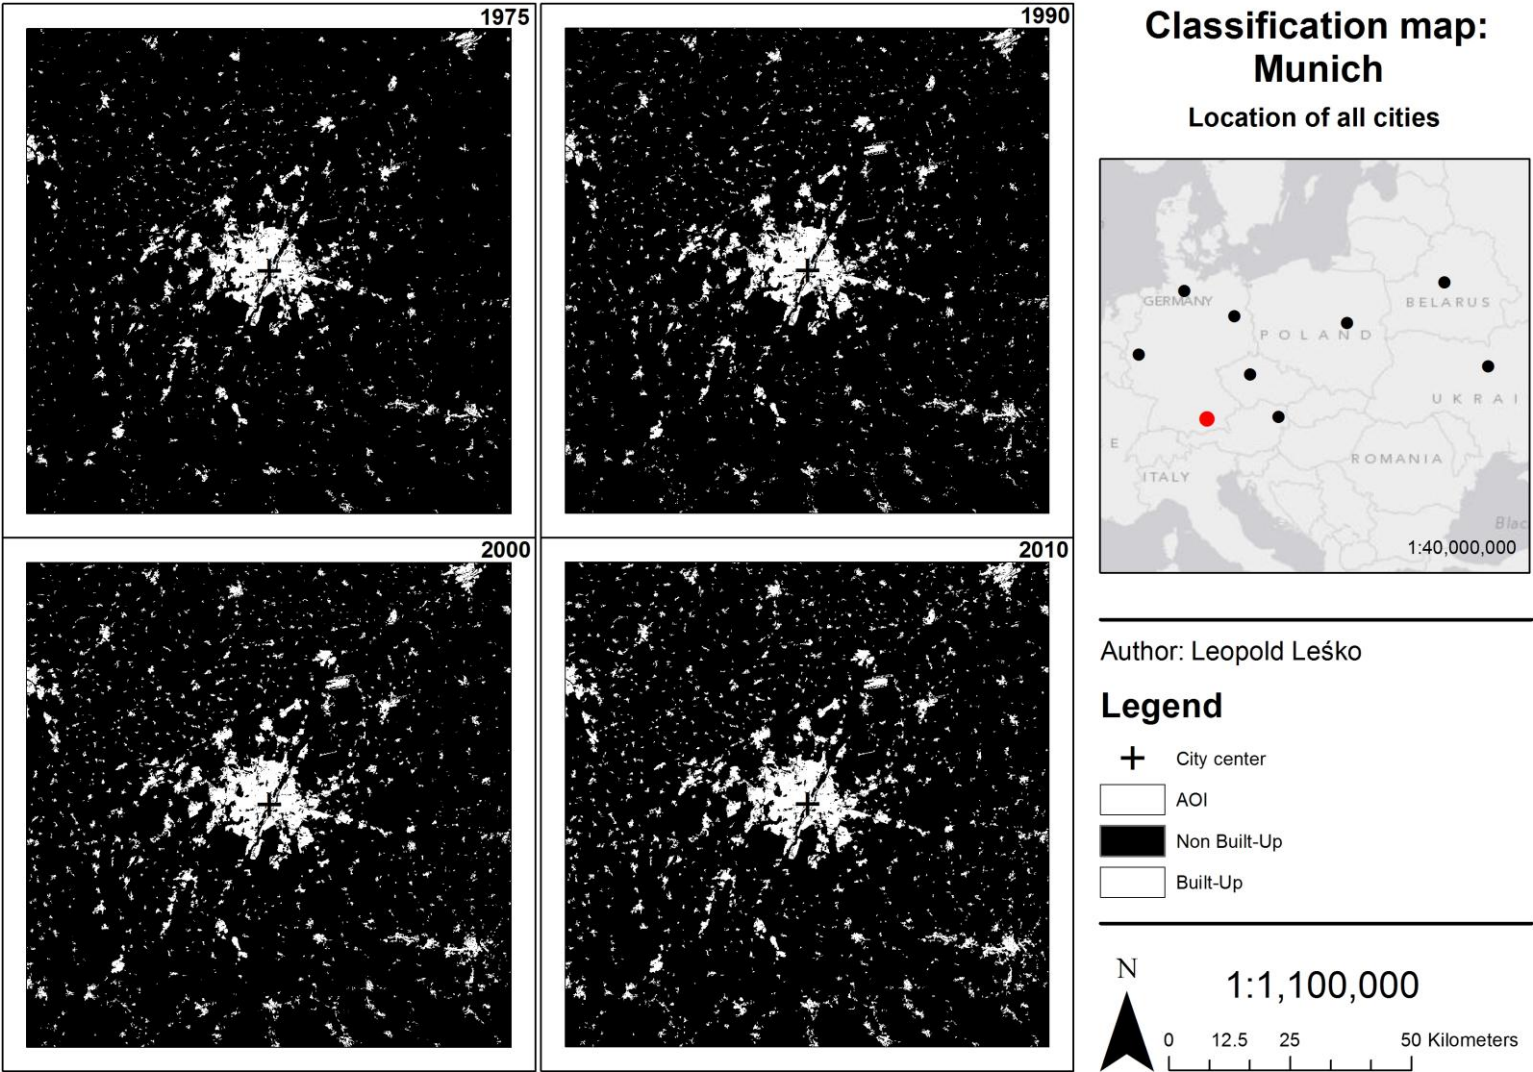 1975
1990
2000
2010
Classification map:
Munich
Location of all cities
GERMANY
POLAND
BELARUS
UKRAI
E
ROMANIA
ITALY
Blac
1:40,000,000
Author: Leopold Leśko
Legend
City center
AOI
Non Built-Up
Built-Up
N
1:1,100,000
0 12.5 25 50 Kilometers